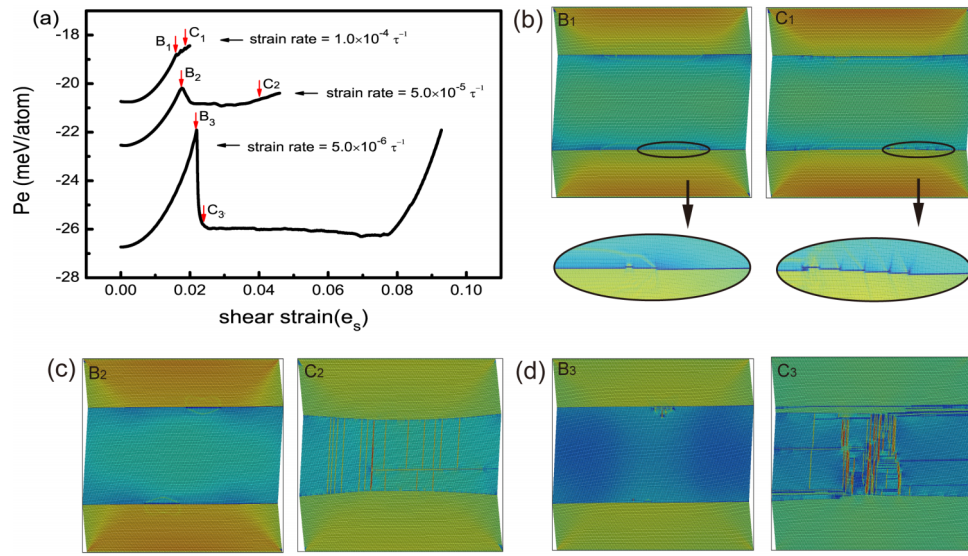 (a)
-18
-20
-22
-24
-26
-28
Pe (meV/atom)
0.00 0.02 0.04 0.06 0.08 0.10
shear strain(eₛ)
B₁ C₁ strain rate = 1.0×10⁻⁴ τ⁻¹
B₂ C₂ strain rate = 5.0×10⁻⁵ τ⁻¹
B₃ strain rate = 5.0×10⁻⁶ τ⁻¹
C₃
(b) B₁ C₁
(c) B₂ C₂
(d) B₃ C₃